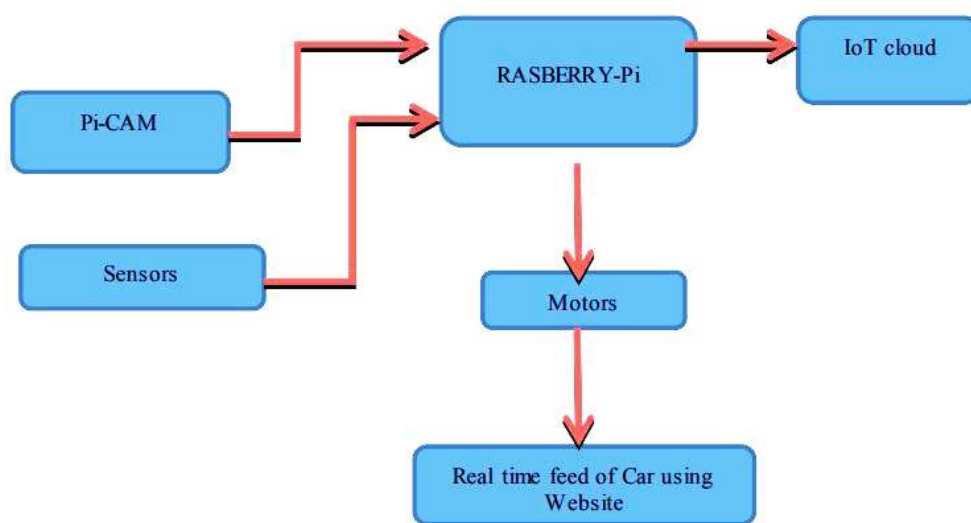 IoT cloud
RASBERRY-Pi
Pi-CAM
Sensors
Motors
Real time feed of Car using
Website